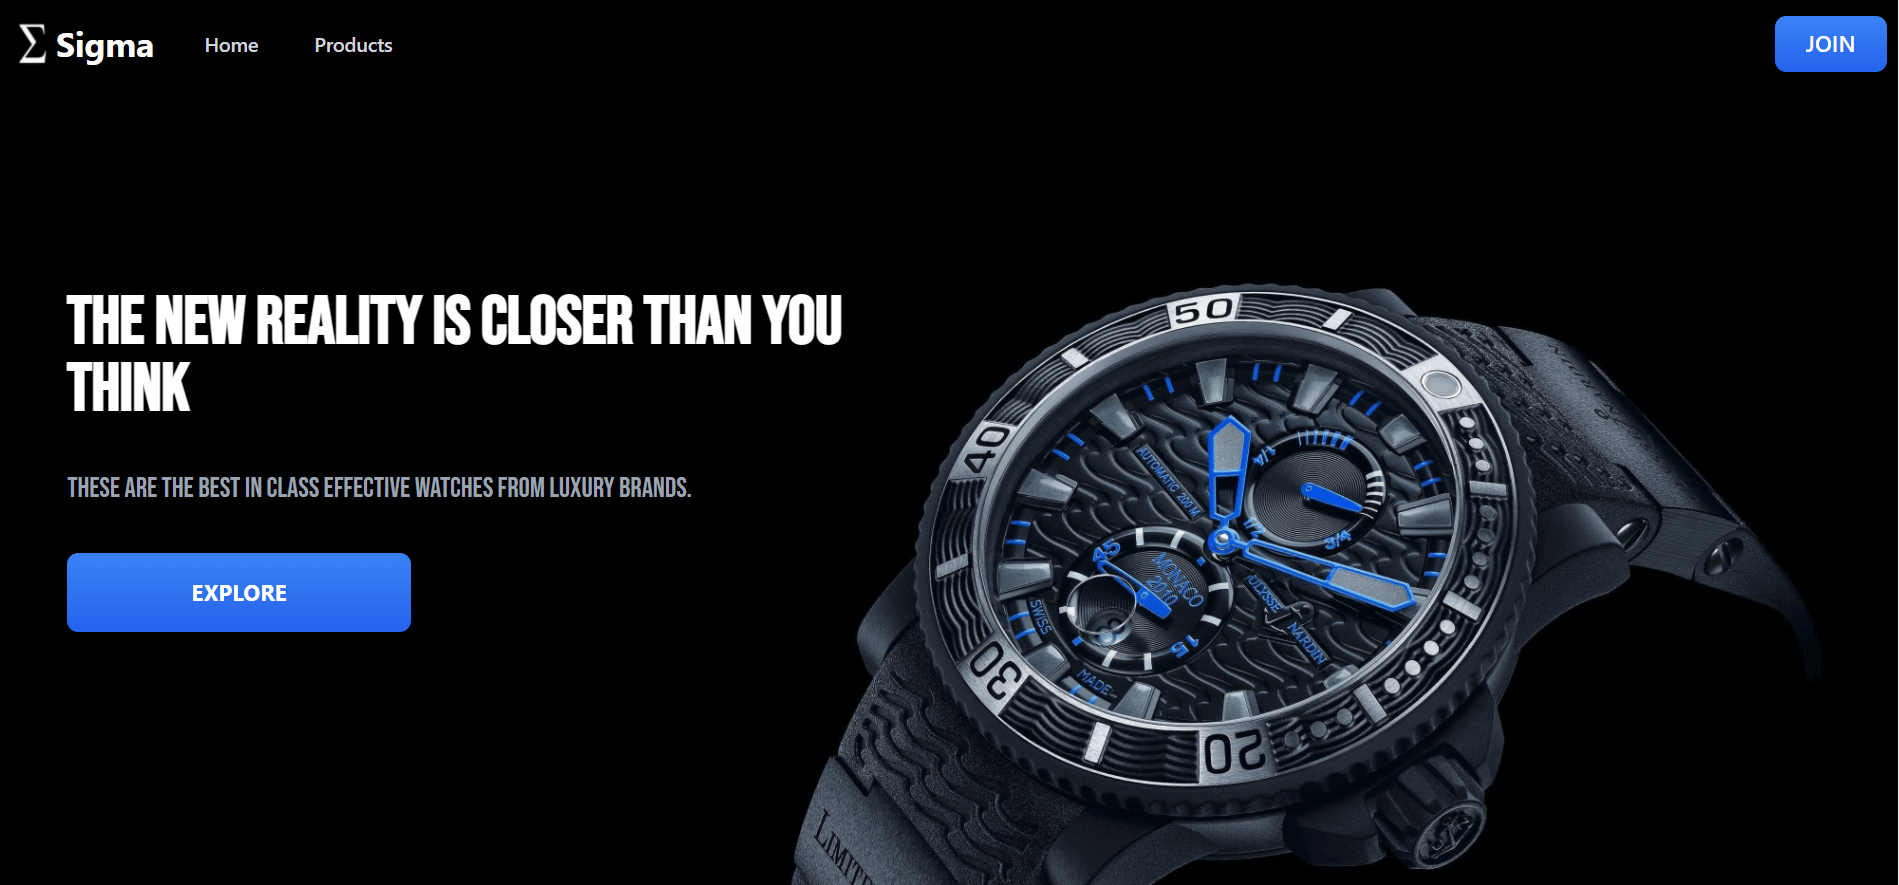 Σ Sigma
Home
Products
JOIN
THE NEW REALITY IS CLOSER THAN YOU
THINK
THESE ARE THE BEST IN CLASS EFFECTIVE WATCHES FROM LUXURY BRANDS.
EXPLORE
50
40
30
20
AUTOMATIC 200M
1/4
1/2
3/4
45
15
MONACO
2010
ULYSSE
NARDIN
SWISS
MADE